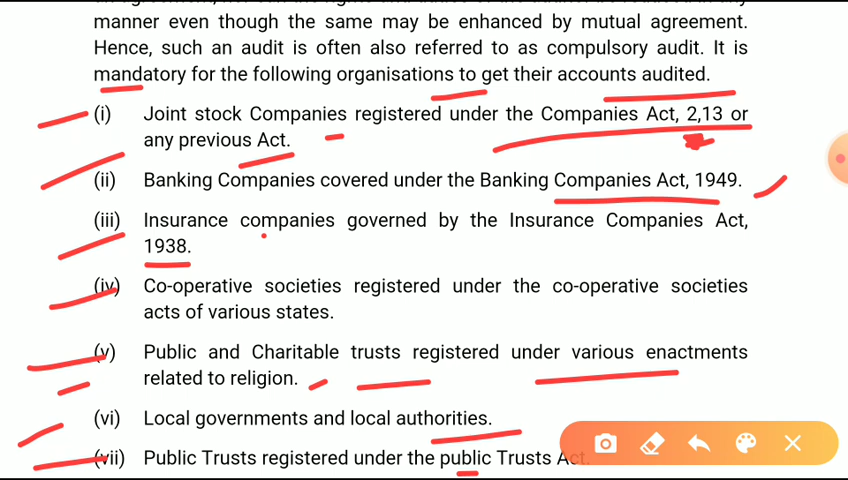 manner even though the same may be enhanced by mutual agreement.
Hence, such an audit is often also referred to as compulsory audit. It is
mandatory for the following organisations to get their accounts audited.
(i) Joint stock Companies registered under the Companies Act, 2,13 or
any previous Act.
(ii) Banking Companies covered under the Banking Companies Act, 1949.
(iii) Insurance companies governed by the Insurance Companies Act,
1938.
(iv) Co-operative societies registered under the co-operative societies
acts of various states.
(v) Public and Charitable trusts registered under various enactments
related to religion.
(vi) Local governments and local authorities.
(vii) Public Trusts registered under the public Trusts Act.